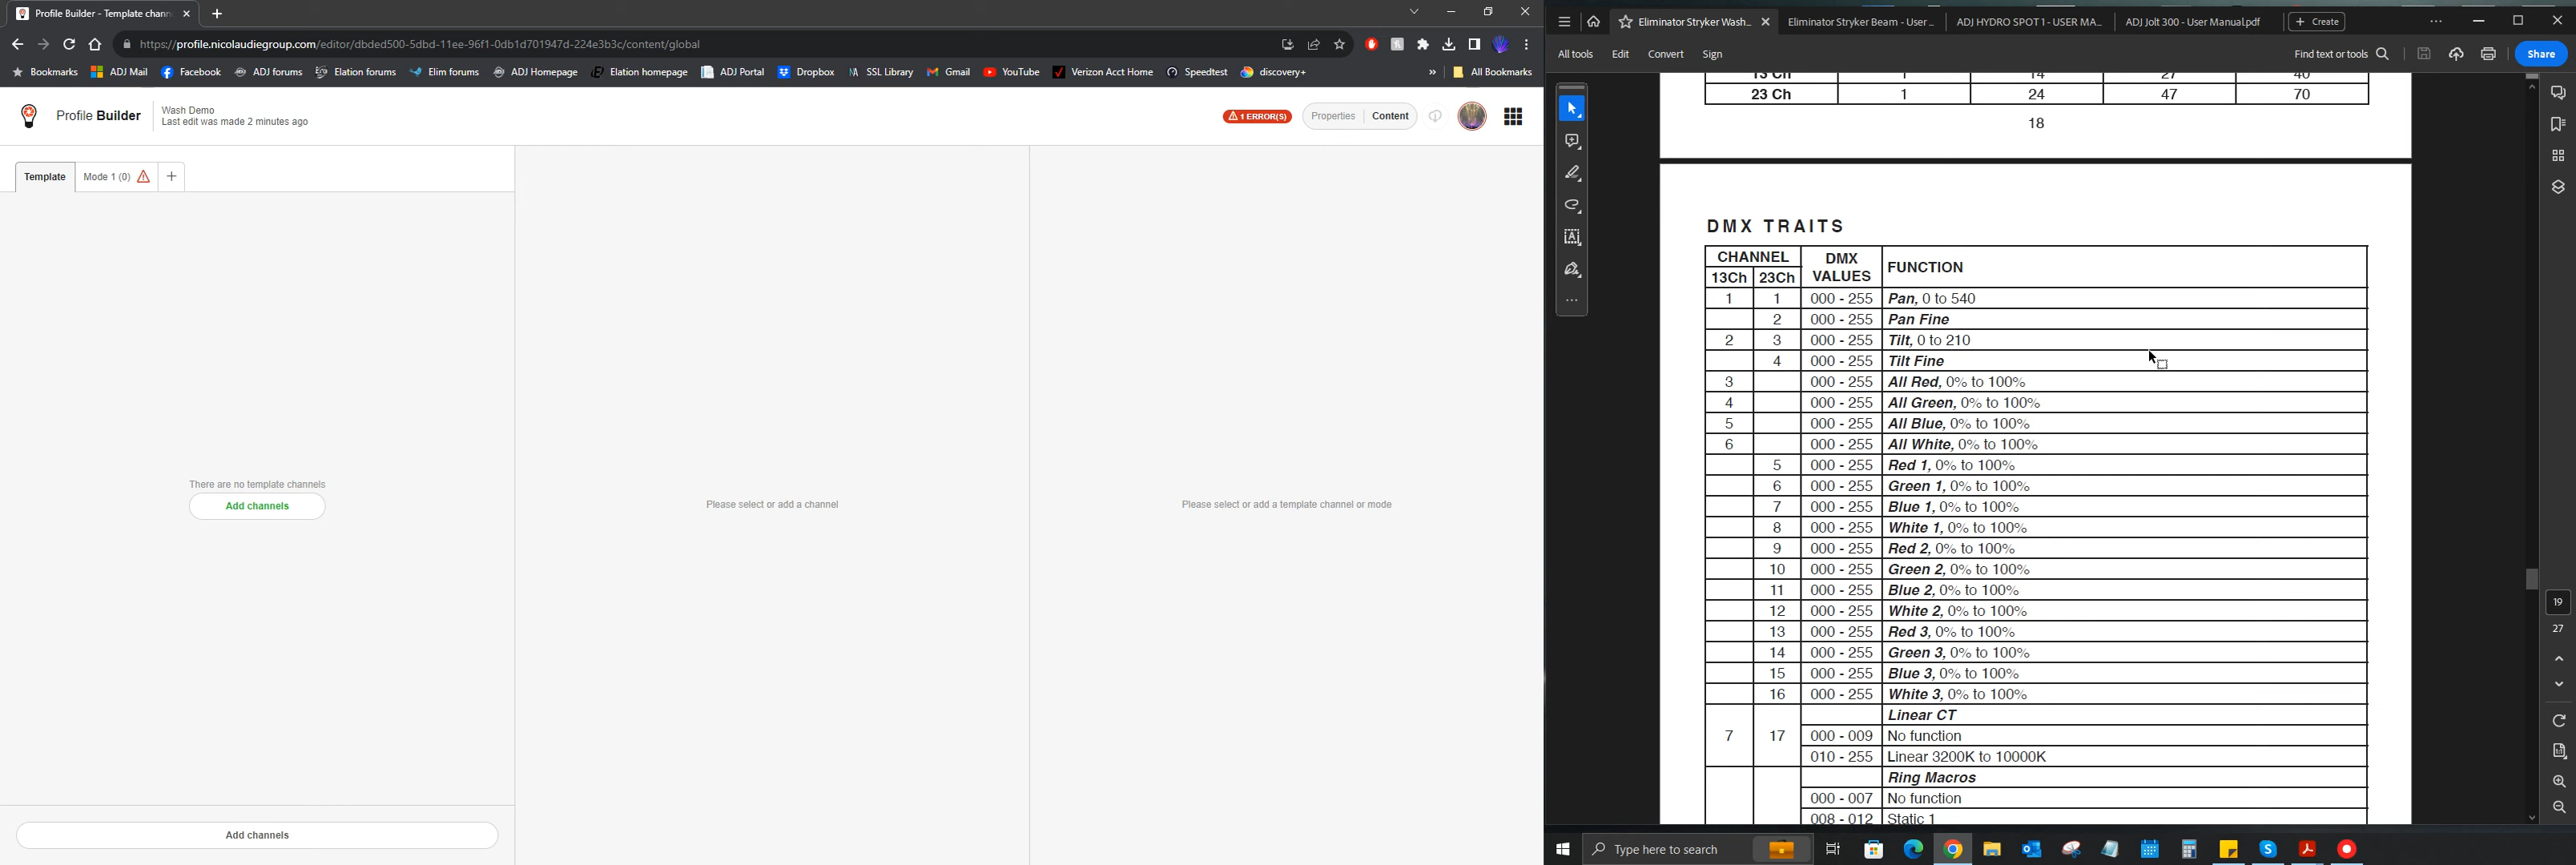 Profile Builder - Template chann
https://profile.nicolaudiegroup.com/editor/dbded500-5dbd-11ee-96f1-0db1d701947d-224e3b3c/content/global
Bookmarks ADJ Mail Facebook ADJ forums Elation forums Elim forums ADJ Homepage Elation homepage ADJ Portal Dropbox SSL Library Gmail YouTube Verizon Acct Home Speedtest discovery+ » All Bookmarks
Profile Builder
Wash Demo
Last edit was made 2 minutes ago
1 ERROR(S)
Properties Content
Template Mode 1 (0) +
There are no template channels
Add channels
Please select or add a channel
Please select or add a template channel or mode
Add channels
Eliminator Stryker Wash... Eliminator Stryker Beam - User ... ADJ HYDRO SPOT 1 - USER MA... ADJ Jolt 300 - User Manual.pdf + Create
All tools Edit Convert Sign Find text or tools Share
13 Ch 1 14 27 40
23 Ch 1 24 47 70
18
DMX TRAITS
CHANNEL DMX VALUES FUNCTION
13Ch 23Ch
1 1 000 - 255 Pan, 0 to 540
2 000 - 255 Pan Fine
2 3 000 - 255 Tilt, 0 to 210
4 000 - 255 Tilt Fine
3 000 - 255 All Red, 0% to 100%
4 000 - 255 All Green, 0% to 100%
5 000 - 255 All Blue, 0% to 100%
6 000 - 255 All White, 0% to 100%
5 000 - 255 Red 1, 0% to 100%
6 000 - 255 Green 1, 0% to 100%
7 000 - 255 Blue 1, 0% to 100%
8 000 - 255 White 1, 0% to 100%
9 000 - 255 Red 2, 0% to 100%
10 000 - 255 Green 2, 0% to 100%
11 000 - 255 Blue 2, 0% to 100%
12 000 - 255 White 2, 0% to 100%
13 000 - 255 Red 3, 0% to 100%
14 000 - 255 Green 3, 0% to 100%
15 000 - 255 Blue 3, 0% to 100%
16 000 - 255 White 3, 0% to 100%
Linear CT
7 17 000 - 009 No function
010 - 255 Linear 3200K to 10000K
Ring Macros
000 - 007 No function
008 - 012 Static 1
19
27
Type here to search